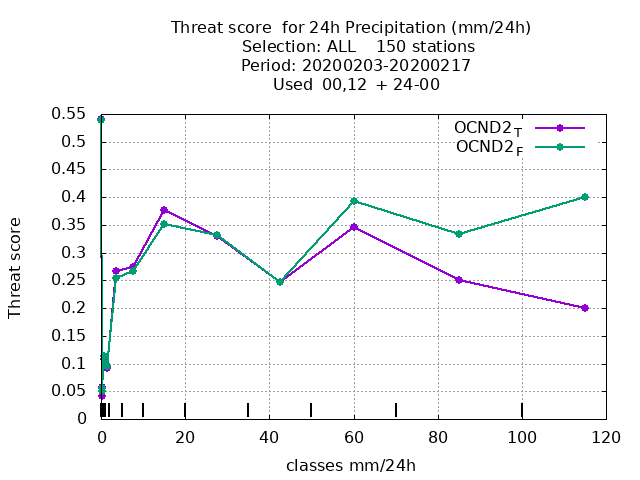 Threat score for 24h Precipitation (mm/24h)
Selection: ALL 150 stations
Period: 20200203-20200217
Used 00,12 + 24-00
OCND2T
OCND2F
Threat score
0.55
0.5
0.45
0.4
0.35
0.3
0.25
0.2
0.15
0.1
0.05
0
0 20 40 60 80 100 120
classes mm/24h